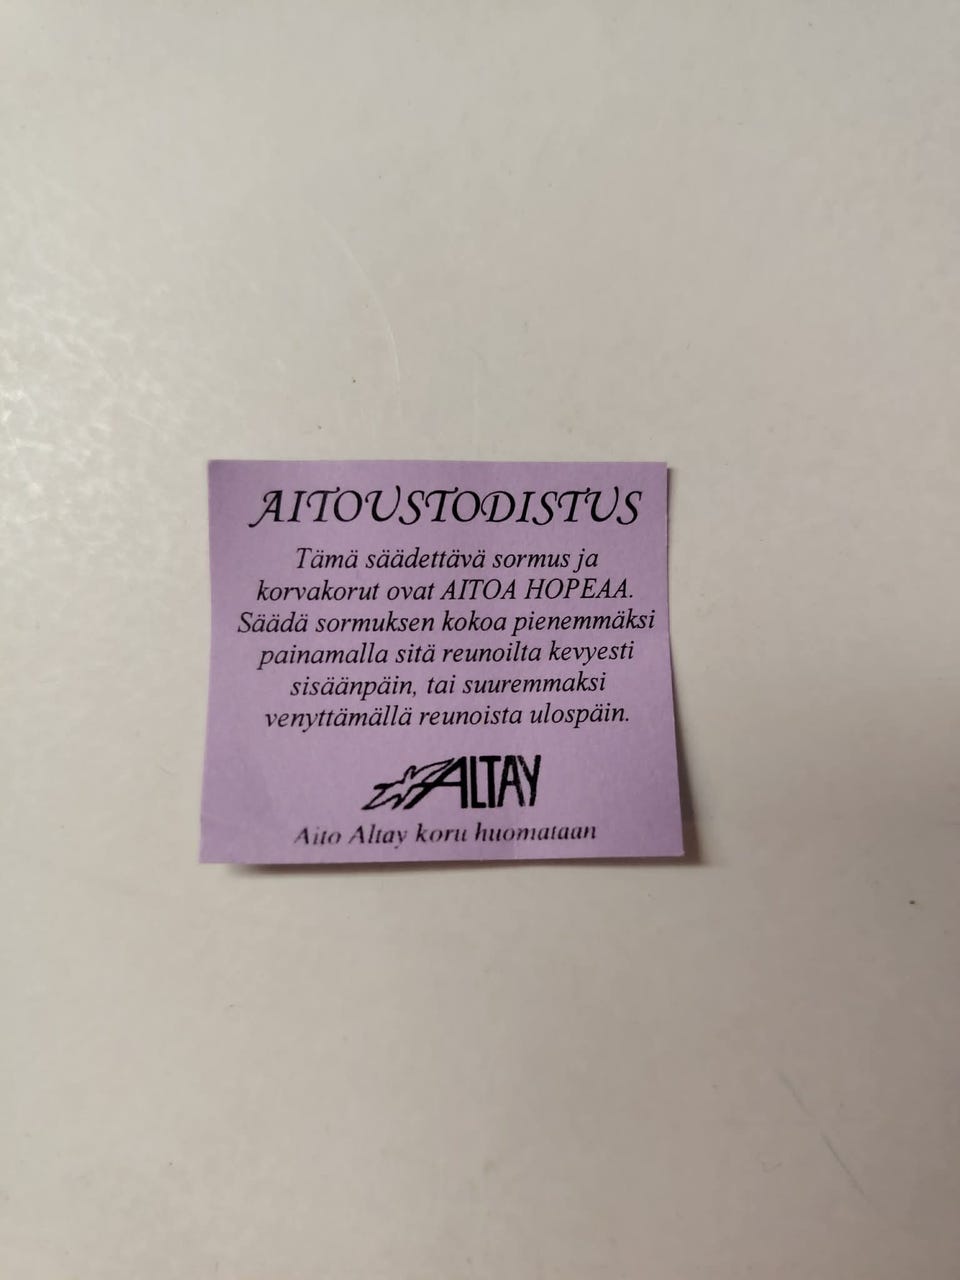 AITOUSTODISTUS
Tämä säädettävä sormus ja
korvakorut ovat AITOA HOPEAA.
Säädä sormuksen kokoa pienemmäksi
painamalla sitä reunoilta kevyesti
sisäänpäin, tai suuremmaksi
venyttämällä reunoista ulospäin.
ALTAY
Aito Altay koru huomataan